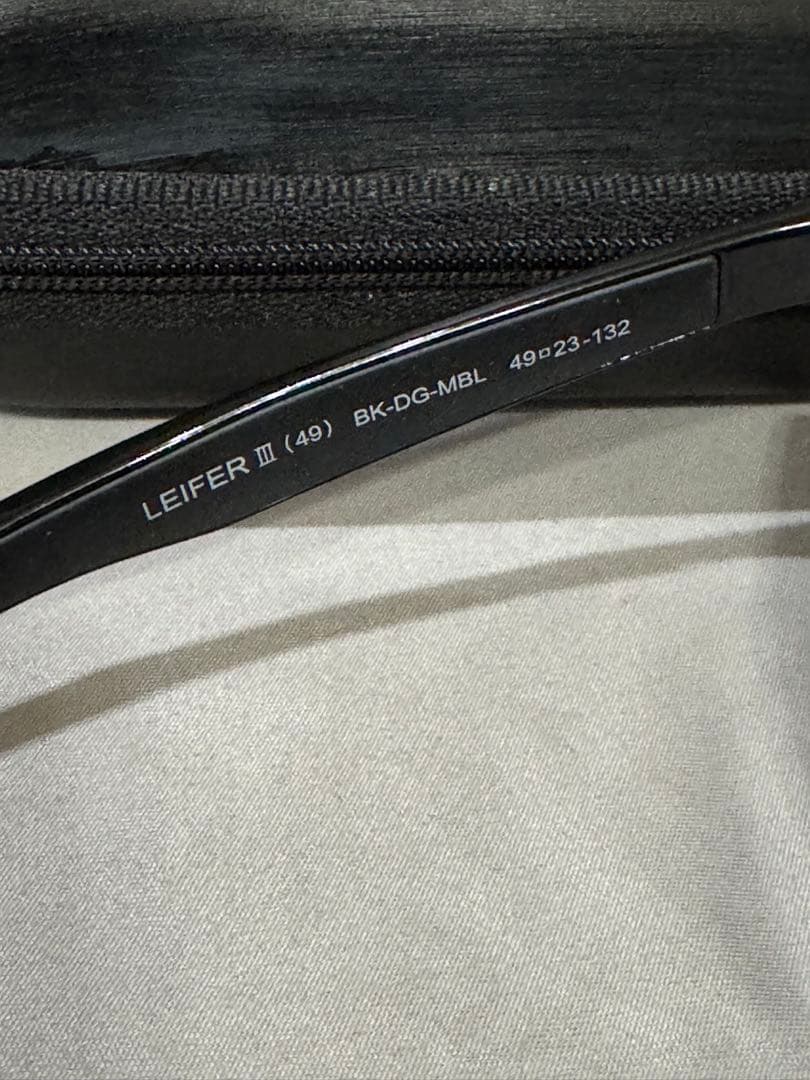 LEIFER Ⅲ (49) BK-DG-MBL 49□23-132